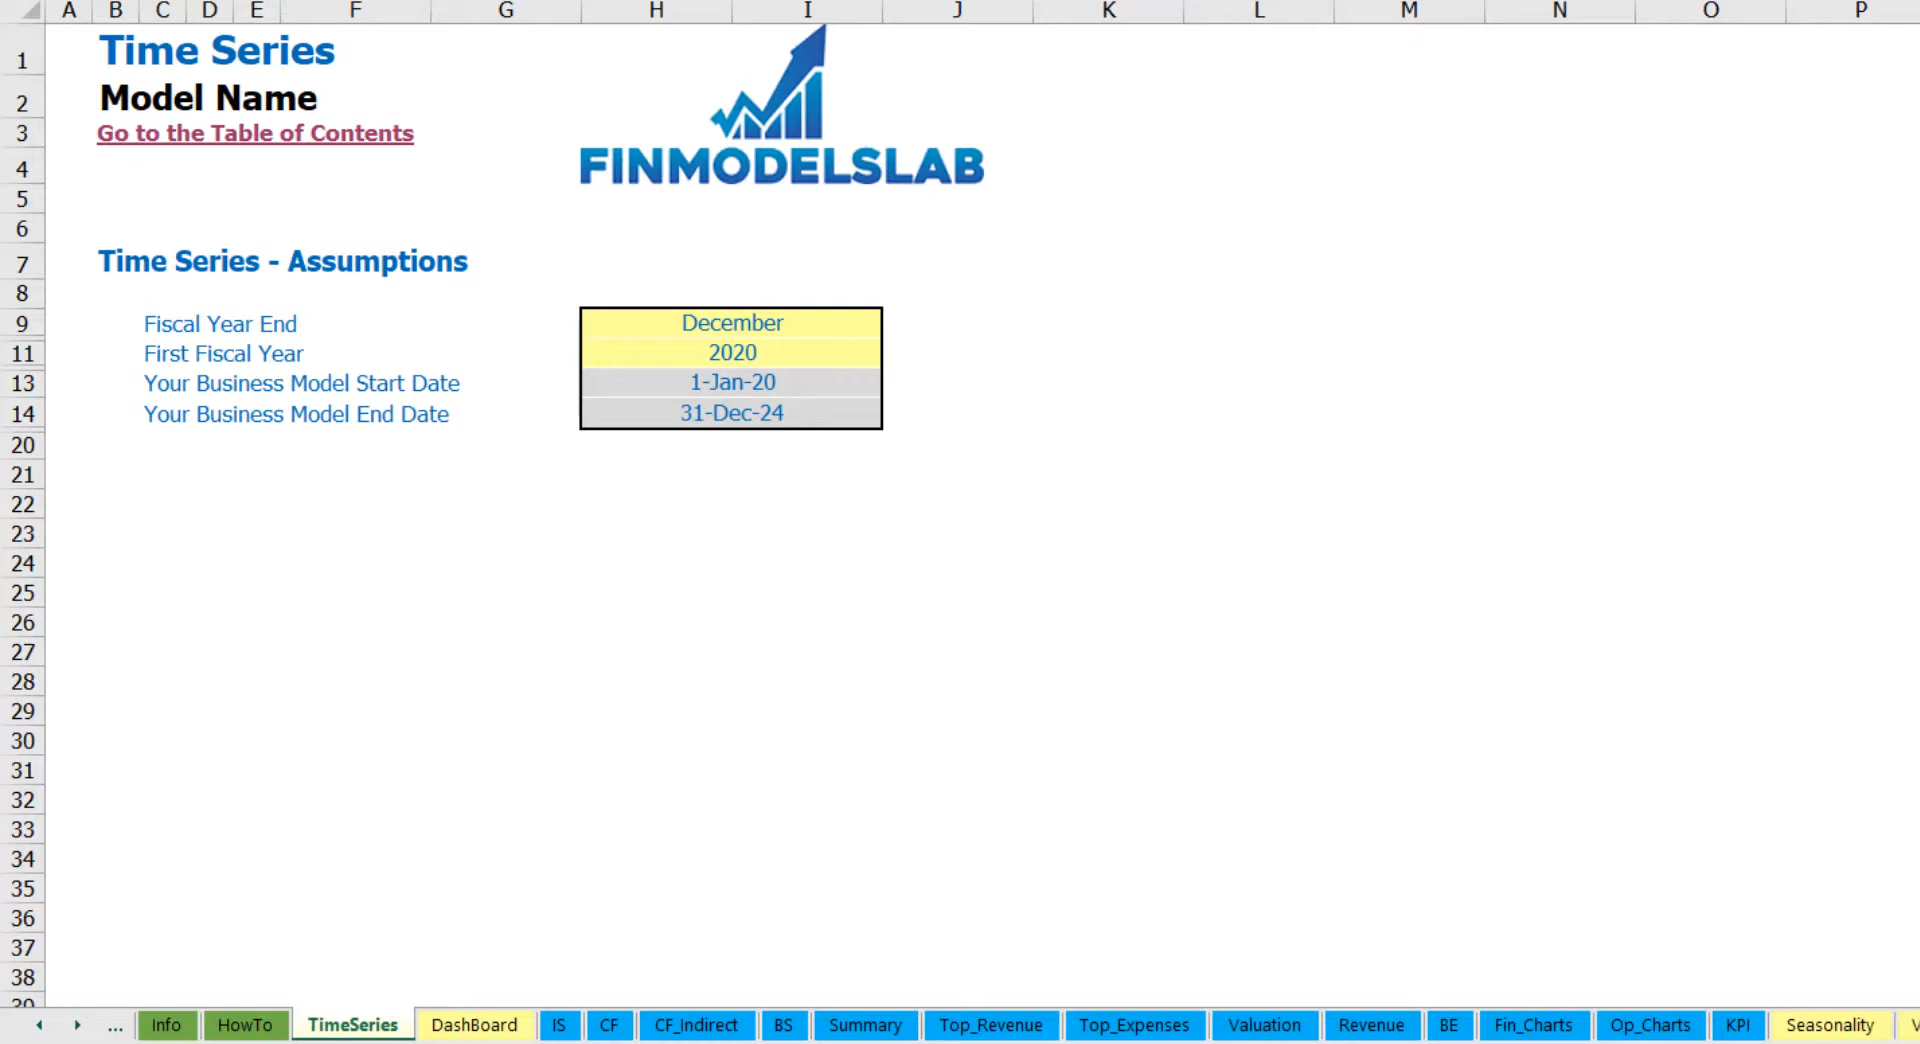 A B C D E F G H I J K L M N O P
1 Time Series
2 Model Name
3 Go to the Table of Contents
FINMODELSLAB
4
5
6
7 Time Series - Assumptions
8
9 Fiscal Year End December
11 First Fiscal Year 2020
13 Your Business Model Start Date 1-Jan-20
14 Your Business Model End Date 31-Dec-24
20
21
22
23
24
25
26
27
28
29
30
31
32
33
34
35
36
37
38
39
... Info HowTo TimeSeries DashBoard IS CF CF_Indirect BS Summary Top_Revenue Top_Expenses Valuation Revenue BE Fin_Charts Op_Charts KPI Seasonality